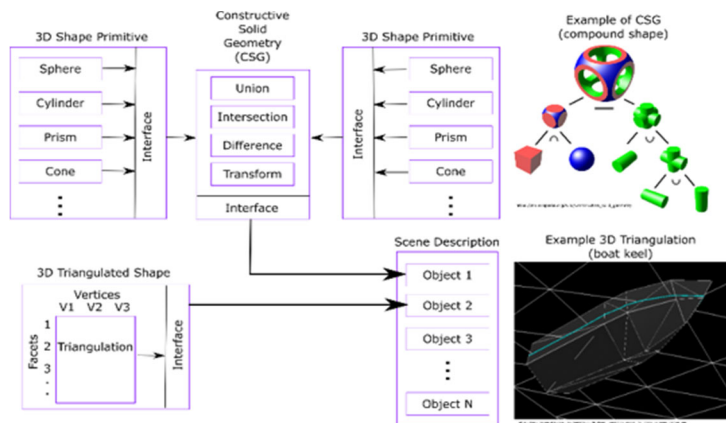 3D Shape Primitive
Sphere
Cylinder
Prism
Cone
Interface
Constructive
Solid
Geometry
(CSG)
Union
Intersection
Difference
Transform
Interface
3D Shape Primitive
Sphere
Cylinder
Prism
Cone
Interface
Example of CSG
(compound shape)
3D Triangulated Shape
Vertices
V1 V2 V3
Facets
1
2
3
Triangulation
Interface
Scene Description
Object 1
Object 2
Object 3
Object N
Example 3D Triangulation
(boat keel)